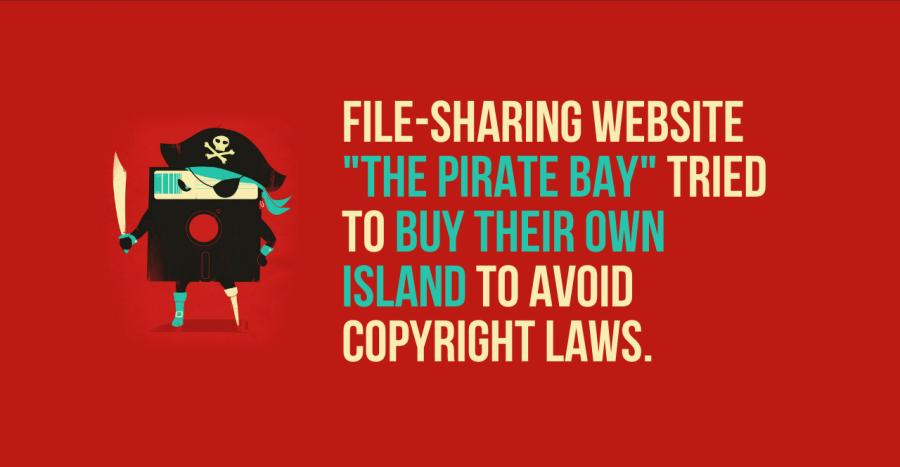 FILE-SHARING WEBSITE
"THE PIRATE BAY" TRIED
TO BUY THEIR OWN
ISLAND TO AVOID
COPYRIGHT LAWS.